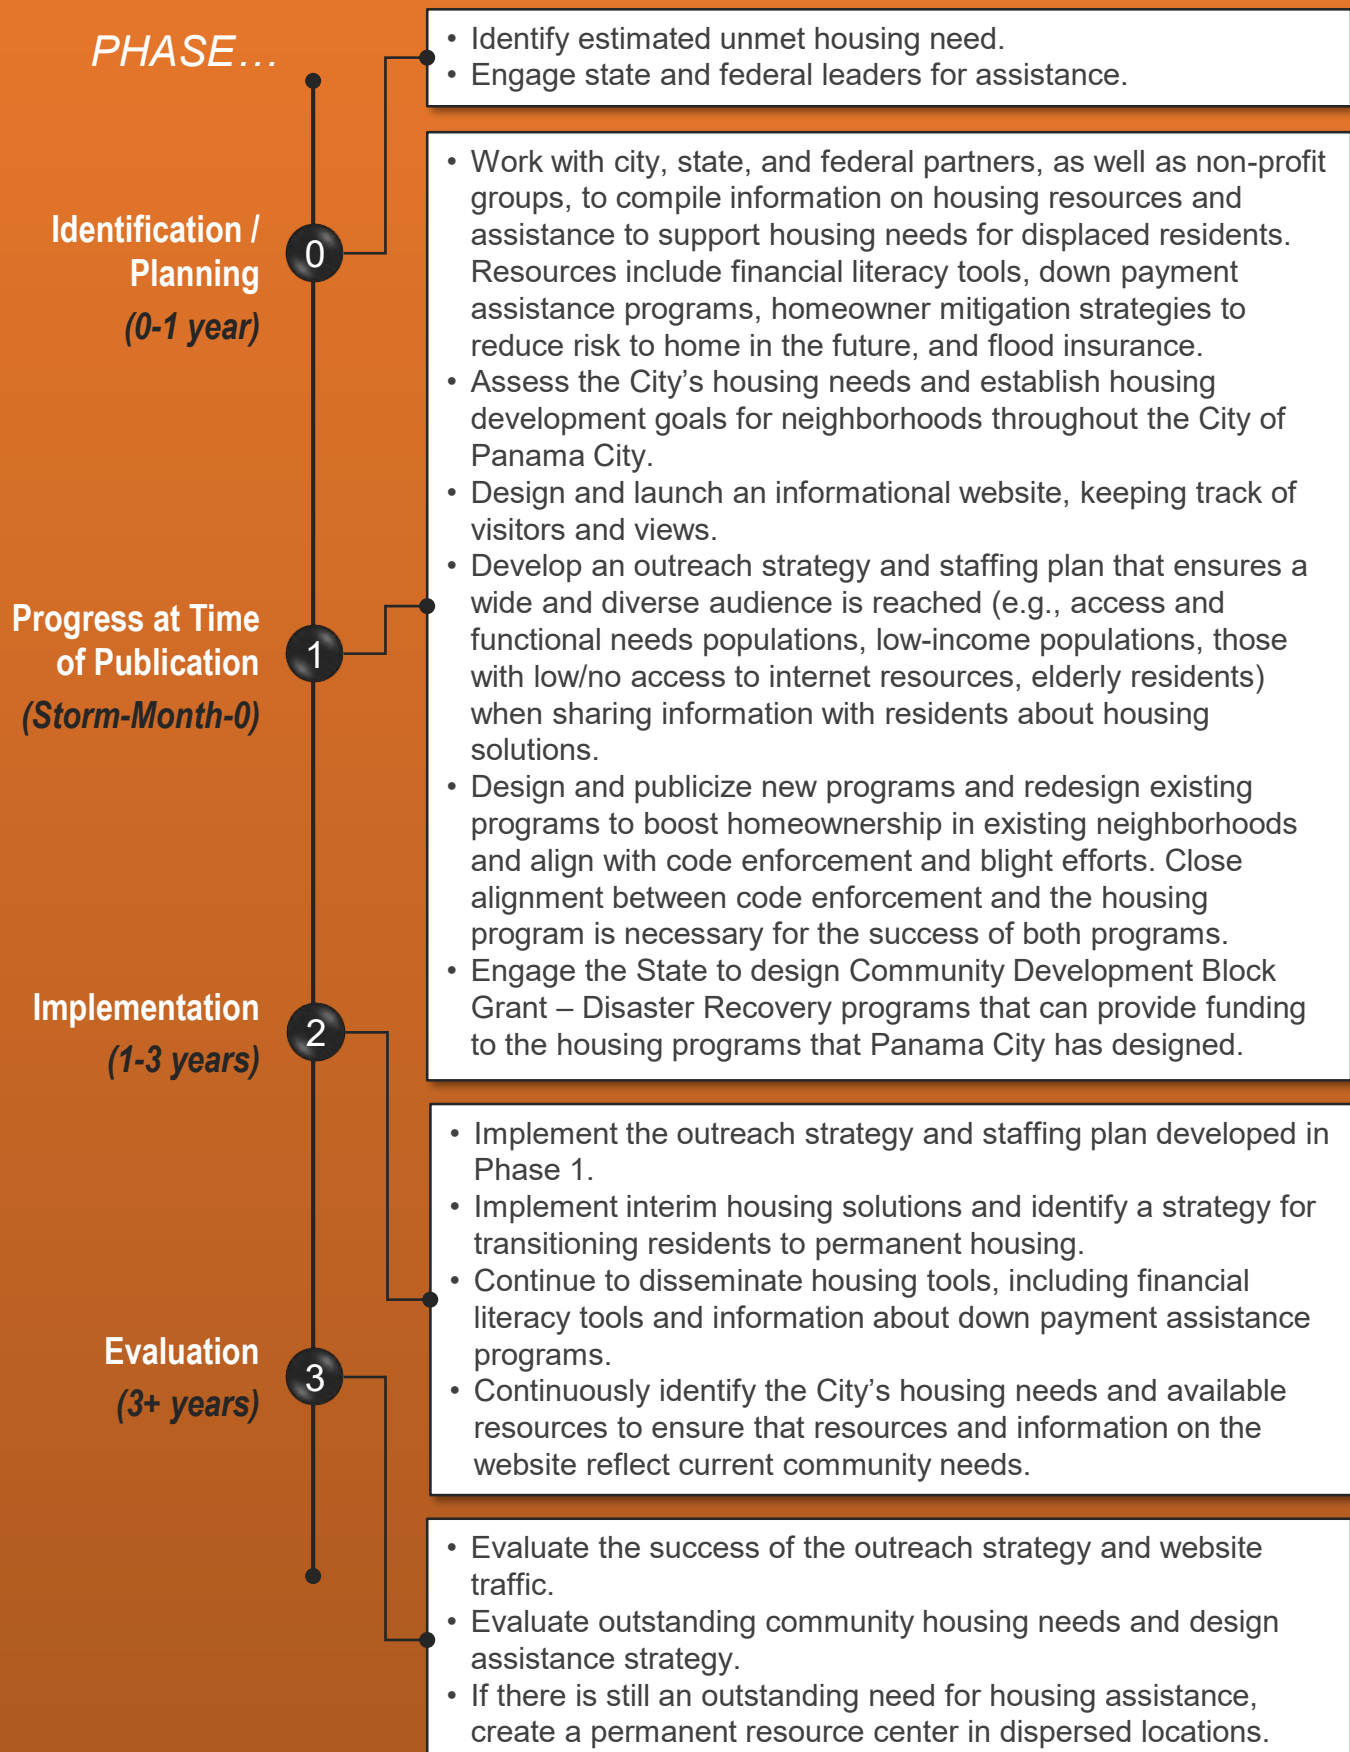 PHASE…
• Identify estimated unmet housing need.
• Engage state and federal leaders for assistance.
Identification /
Planning
(0-1 year)
0
• Work with city, state, and federal partners, as well as non-profit
groups, to compile information on housing resources and
assistance to support housing needs for displaced residents.
Resources include financial literacy tools, down payment
assistance programs, homeowner mitigation strategies to
reduce risk to home in the future, and flood insurance.
• Assess the City’s housing needs and establish housing
development goals for neighborhoods throughout the City of
Panama City.
• Design and launch an informational website, keeping track of
visitors and views.
• Develop an outreach strategy and staffing plan that ensures a
wide and diverse audience is reached (e.g., access and
functional needs populations, low-income populations, those
with low/no access to internet resources, elderly residents)
when sharing information with residents about housing
solutions.
• Design and publicize new programs and redesign existing
programs to boost homeownership in existing neighborhoods
and align with code enforcement and blight efforts. Close
alignment between code enforcement and the housing
program is necessary for the success of both programs.
• Engage the State to design Community Development Block
Grant – Disaster Recovery programs that can provide funding
to the housing programs that Panama City has designed.
Progress at Time
of Publication
(Storm-Month-0)
1
Implementation
(1-3 years)
2
• Implement the outreach strategy and staffing plan developed in
Phase 1.
• Implement interim housing solutions and identify a strategy for
transitioning residents to permanent housing.
• Continue to disseminate housing tools, including financial
literacy tools and information about down payment assistance
programs.
• Continuously identify the City’s housing needs and available
resources to ensure that resources and information on the
website reflect current community needs.
Evaluation
(3+ years)
3
• Evaluate the success of the outreach strategy and website
traffic.
• Evaluate outstanding community housing needs and design
assistance strategy.
• If there is still an outstanding need for housing assistance,
create a permanent resource center in dispersed locations.